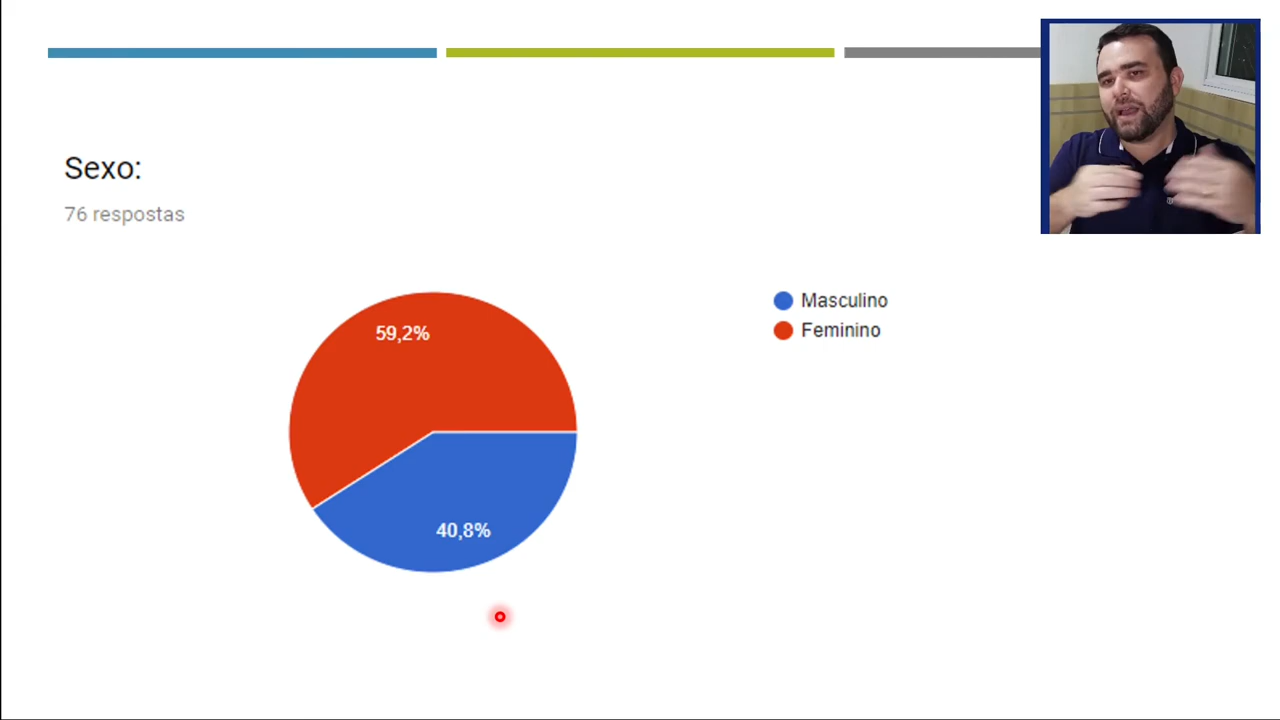 Sexo:
76 respostas
Masculino
Feminino
59,2%
40,8%